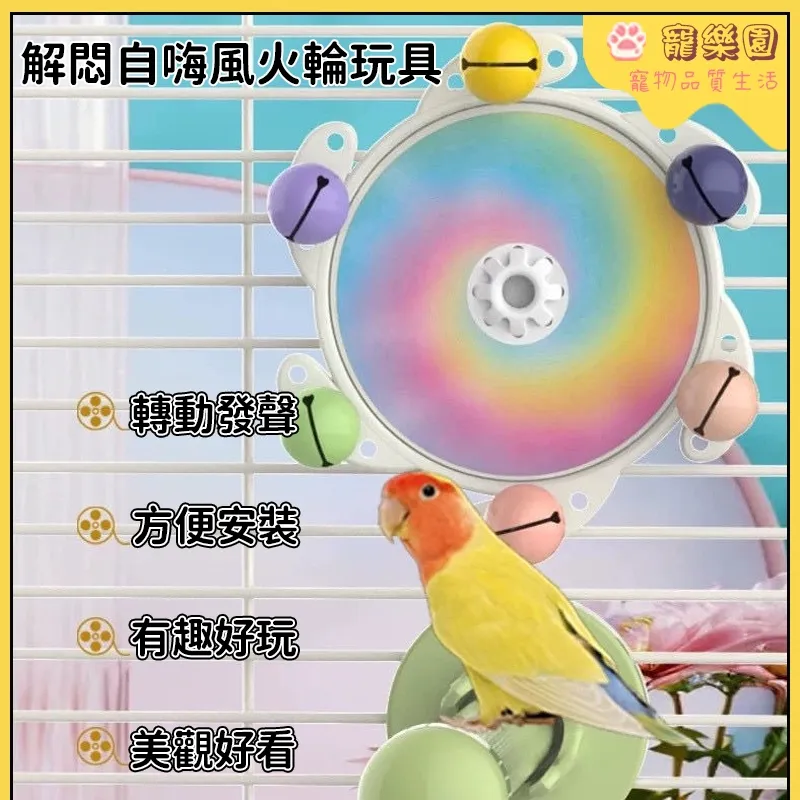 解悶自嗨風火輪玩具
寵樂園
寵物品質生活
轉動發聲
方便安裝
有趣好玩
美觀好看